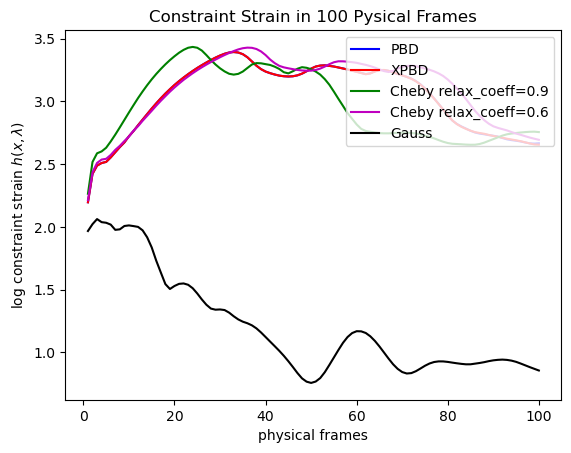 Constraint Strain in 100 Pysical Frames
PBD
XPBD
Cheby relax_coeff=0.9
Cheby relax_coeff=0.6
Gauss
log constraint strain h(x, λ)
3.5
3.0
2.5
2.0
1.5
1.0
0 20 40 60 80 100
physical frames